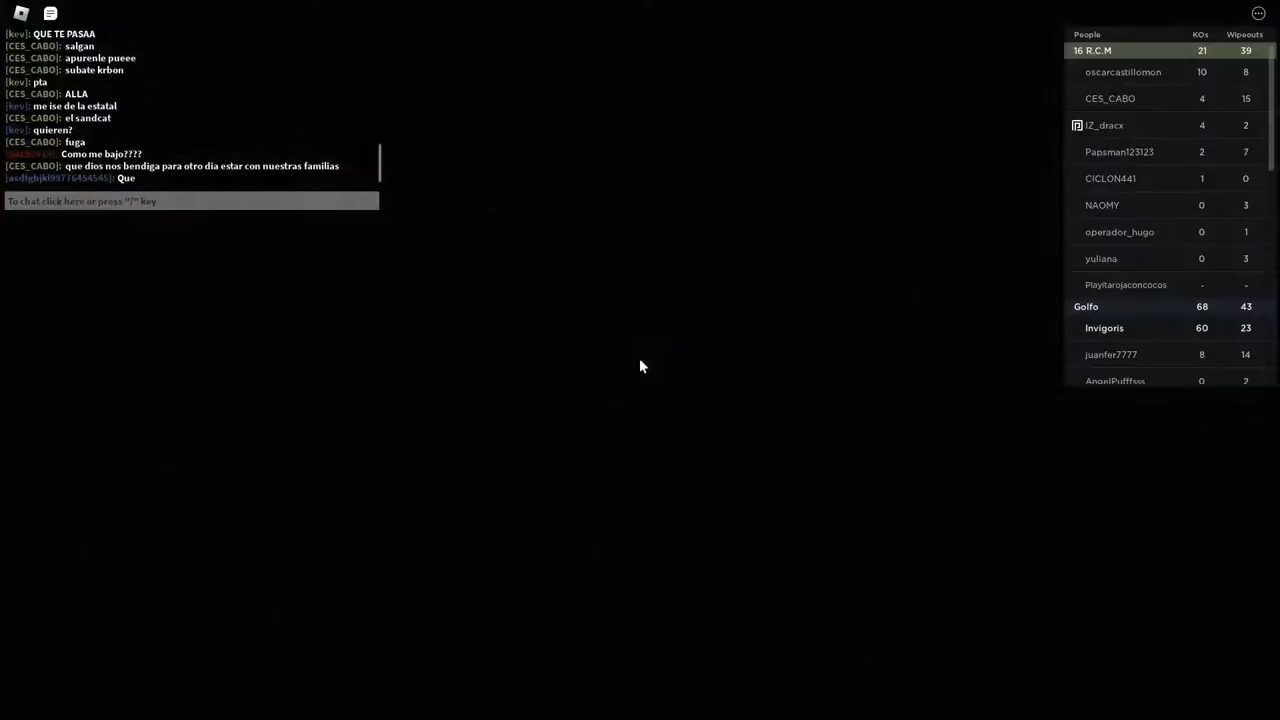 [kev]: QUE TE PASAA
[CES_CABO]: salgan
[CES_CABO]: apurenle pueee
[CES_CABO]: subate krbon
[kev]: pta
[CES_CABO]: ALLA
[kev]: me ise de la estatal
[CES_CABO]: el sandcat
[kev]: quieren?
[CES_CABO]: fuga
Como me bajo????
[CES_CABO]: que dios nos bendiga para otro dia estar con nuestras familias
[asdfghjkl99776454545]: Que
To chat click here or press "/" key
People KOs Wipeouts
16 R.C.M 21 39
oscarcastillomon 10 8
CES_CABO 4 15
IZ_dracx 4 2
Papsman123123 2 7
CICLON441 1 0
NAOMY 0 3
operador_hugo 0 1
yuliana 0 3
Playitarojaconcocos - -
Golfo 68 43
Invigoris 60 23
juanfer7777 8 14
AngelPufffsss 0 2